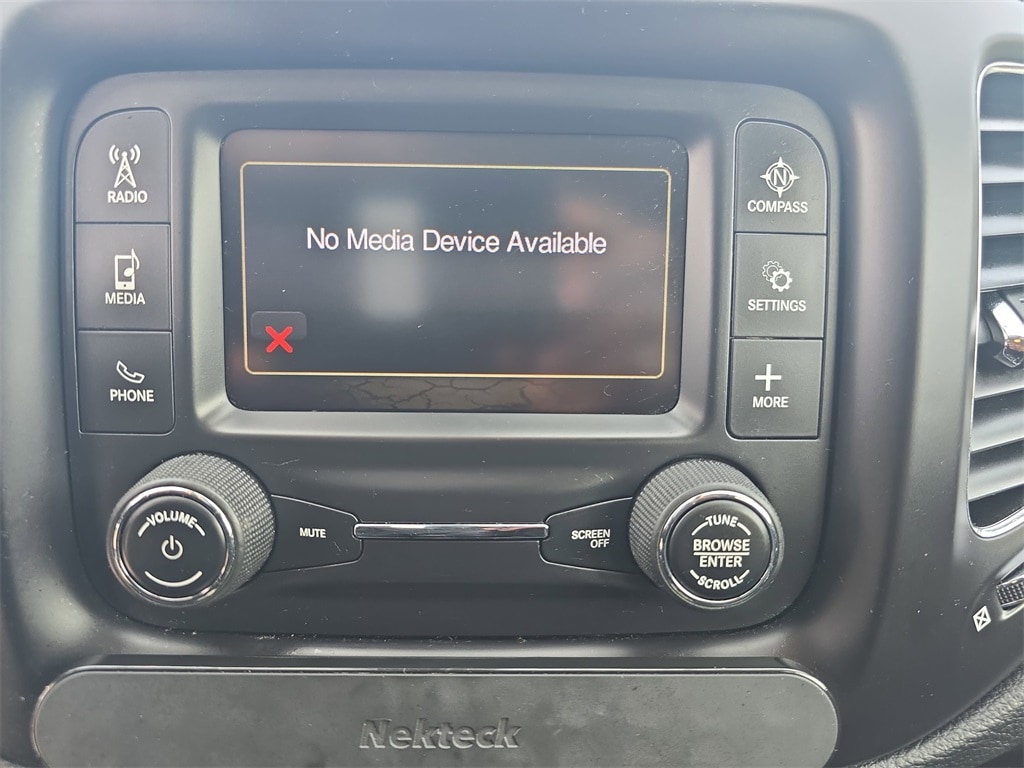 RADIO
MEDIA
PHONE
No Media Device Available
N
COMPASS
SETTINGS
MORE
VOLUME
MUTE
SCREEN
OFF
TUNE
BROWSE
ENTER
SCROLL
Nekteck